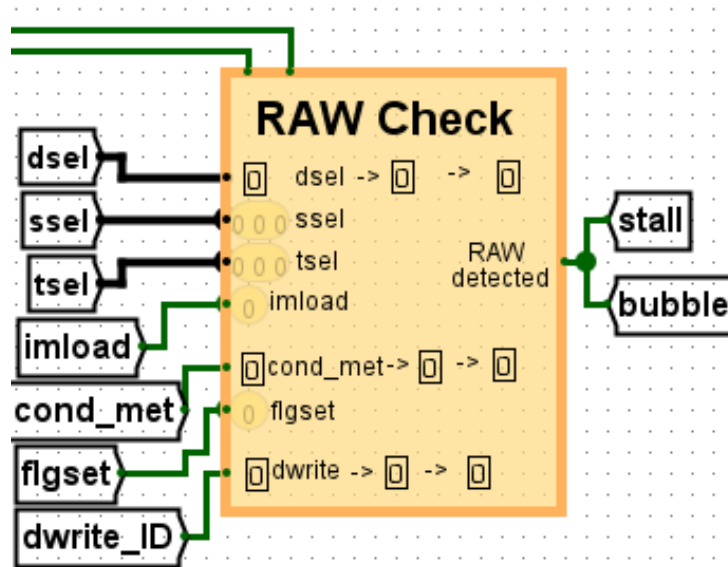 RAW Check
dsel
0 dsel -> 0 -> 0
ssel
0 0 0 ssel
tsel
0 0 0 tsel
imload
0 imload
cond_met
0 cond_met-> 0 -> 0
flgset
0 flgset
dwrite_ID
0 dwrite -> 0 -> 0
RAW
detected
stall
bubble